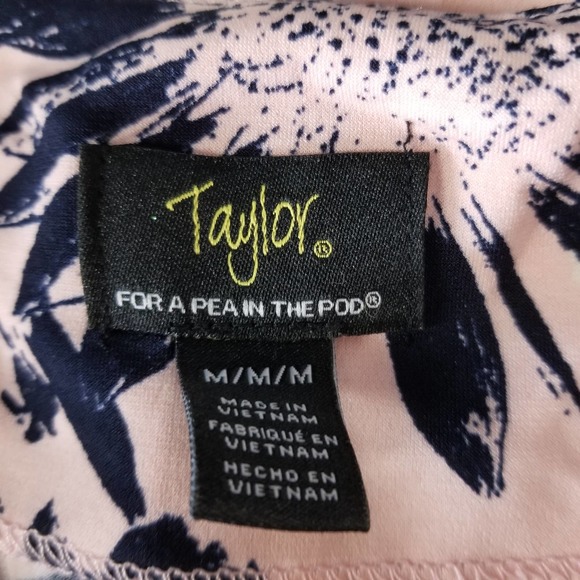 Taylor.®
FOR A PEA IN THE POD®
M/M/M
MADE IN
VIETNAM
FABRIQUÉ EN
VIETNAM
HECHO EN
VIETNAM